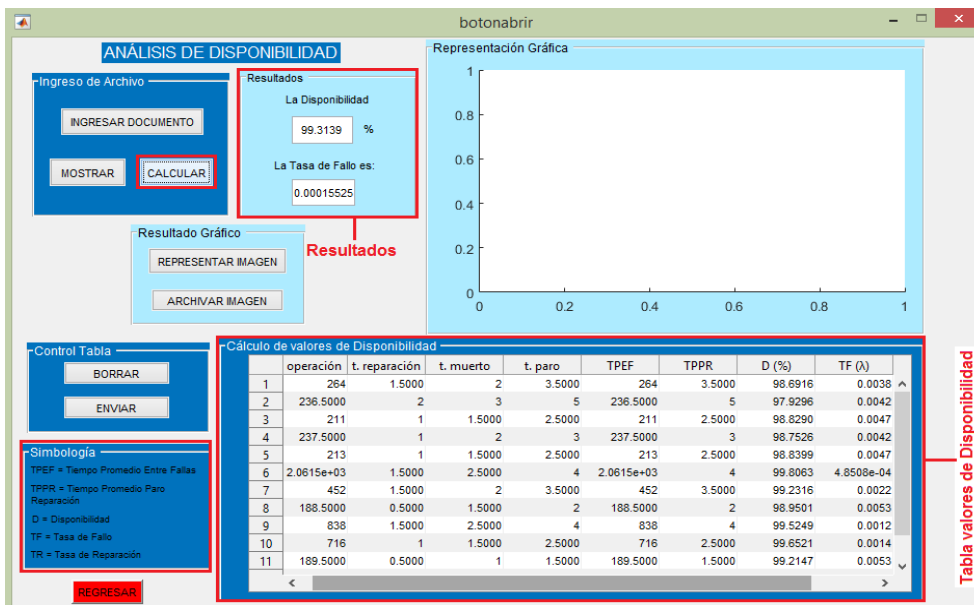 botonabrir
ANÁLISIS DE DISPONIBILIDAD
Ingreso de Archivo
INGRESAR DOCUMENTO
MOSTRAR CALCULAR
Resultados
La Disponibilidad
99.3139 %
La Tasa de Fallo es:
0.00015525
Resultados
Resultado Gráfico
REPRESENTAR IMAGEN
ARCHIVAR IMAGEN
Representación Gráfica
1
0.8
0.6
0.4
0.2
0
0 0.2 0.4 0.6 0.8 1
Control Tabla
BORRAR
ENVIAR
Simbología
TPEF = Tiempo Promedio Entre Fallas
TPPR = Tiempo Promedio Paro
Reparación
D = Disponibilidad
TF = Tasa de Fallo
TR = Tasa de Reparación
REGRESAR
Cálculo de valores de Disponibilidad
operación t. reparación t. muerto t. paro TPEF TPPR D (%) TF (λ)
1 264 1.5000 2 3.5000 264 3.5000 98.6916 0.0038
2 236.5000 2 3 5 236.5000 5 97.9296 0.0042
3 211 1 1.5000 2.5000 211 2.5000 98.8290 0.0047
4 237.5000 1 2 3 237.5000 3 98.7526 0.0042
5 213 1 1.5000 2.5000 213 2.5000 98.8399 0.0047
6 2.0615e+03 1.5000 2.5000 4 2.0615e+03 4 99.8063 4.8508e-04
7 452 1.5000 2 3.5000 452 3.5000 99.2316 0.0022
8 188.5000 0.5000 1.5000 2 188.5000 2 98.9501 0.0053
9 838 1.5000 2.5000 4 838 4 99.5249 0.0012
10 716 1 1.5000 2.5000 716 2.5000 99.6521 0.0014
11 189.5000 0.5000 1 1.5000 189.5000 1.5000 99.2147 0.0053
Tabla valores de Disponibilidad